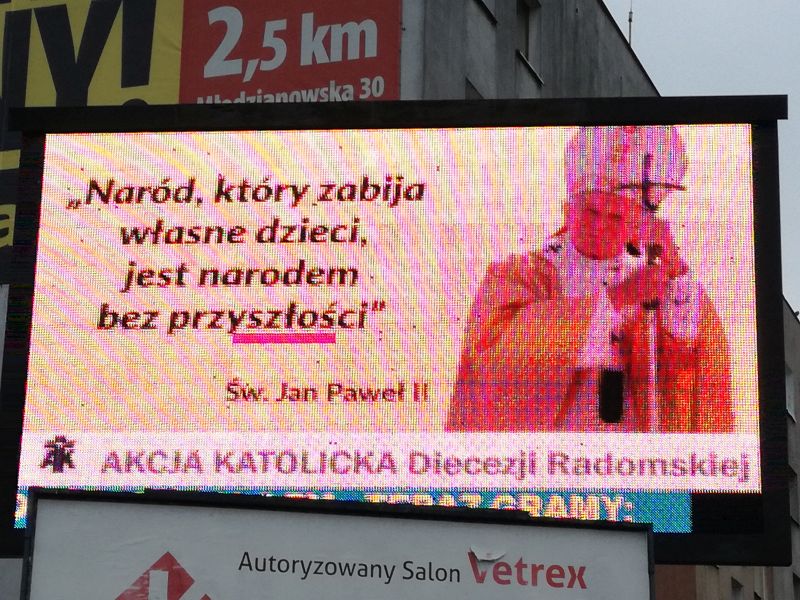 2,5 km
Młodzianowska 30
„Naród, który zabija
własne dzieci,
jest narodem
bez przyszłości”
Św. Jan Paweł II
AKCJA KATOLICKA Diecezji Radomskiej
TERAZ GRAMY:
Autoryzowany Salon Vetrex